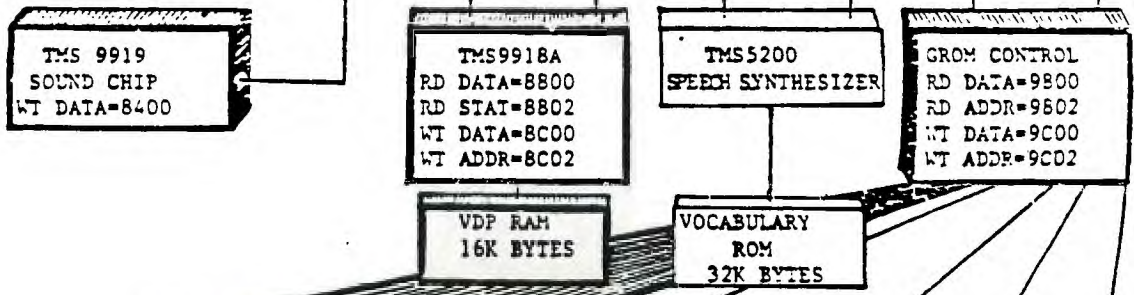 TMS 9919
SOUND CHIP
WT DATA=8400
TMS9918A
RD DATA=8800
RD STAT=8802
WT DATA=8C00
WT ADDR=8C02
TMS5200
SPEECH SYNTHESIZER
GROM CONTROL
RD DATA=9800
RD ADDR=9802
WT DATA=9C00
WT ADDR=9C02
VDP RAM
16K BYTES
VOCABULARY
ROM
32K BYTES